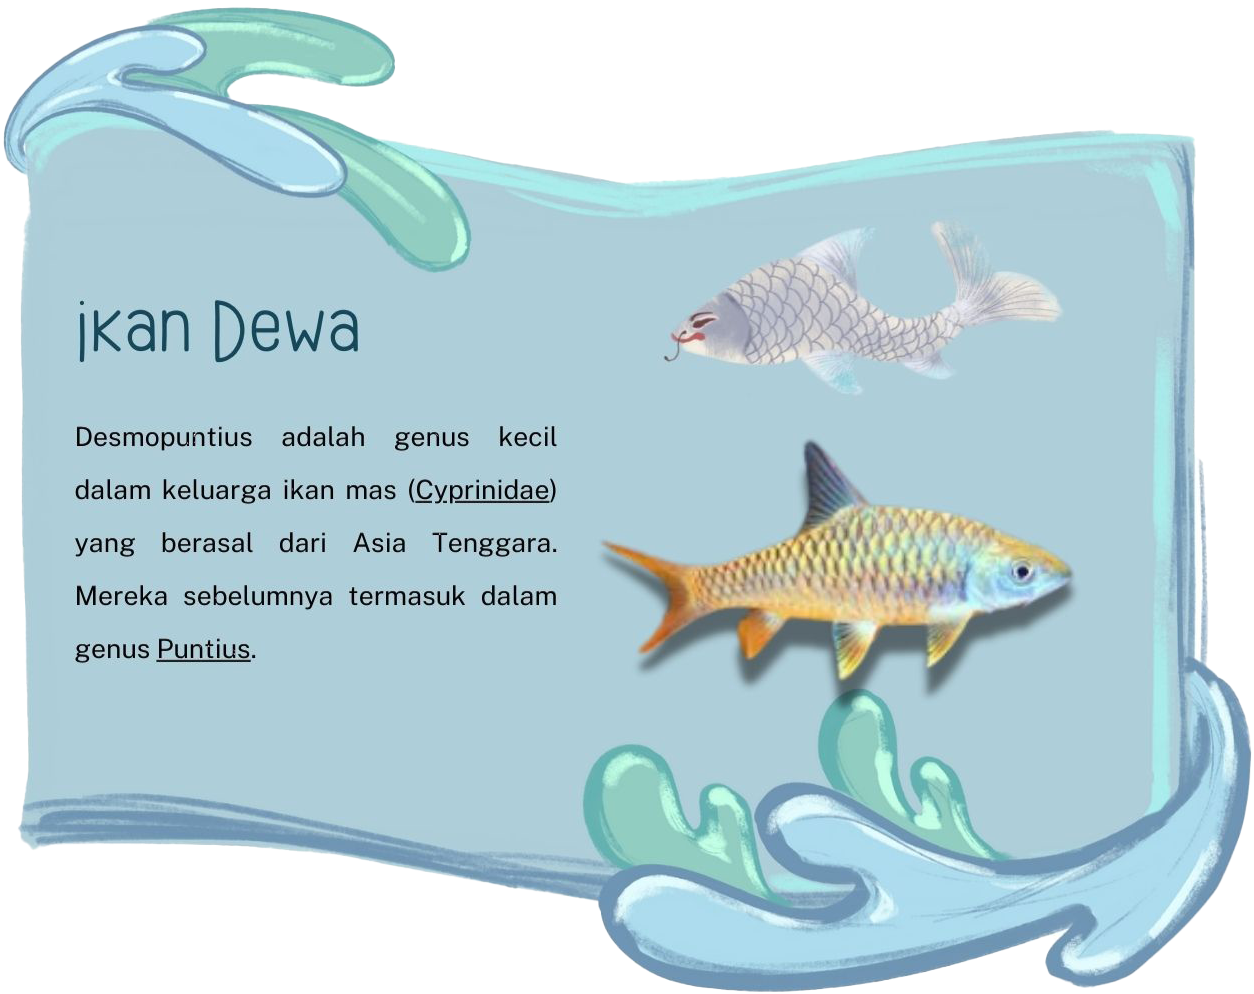 ikan Dewa
Desmopuntius adalah genus kecil
dalam keluarga ikan mas (Cyprinidae)
yang berasal dari Asia Tenggara.
Mereka sebelumnya termasuk dalam
genus Puntius.